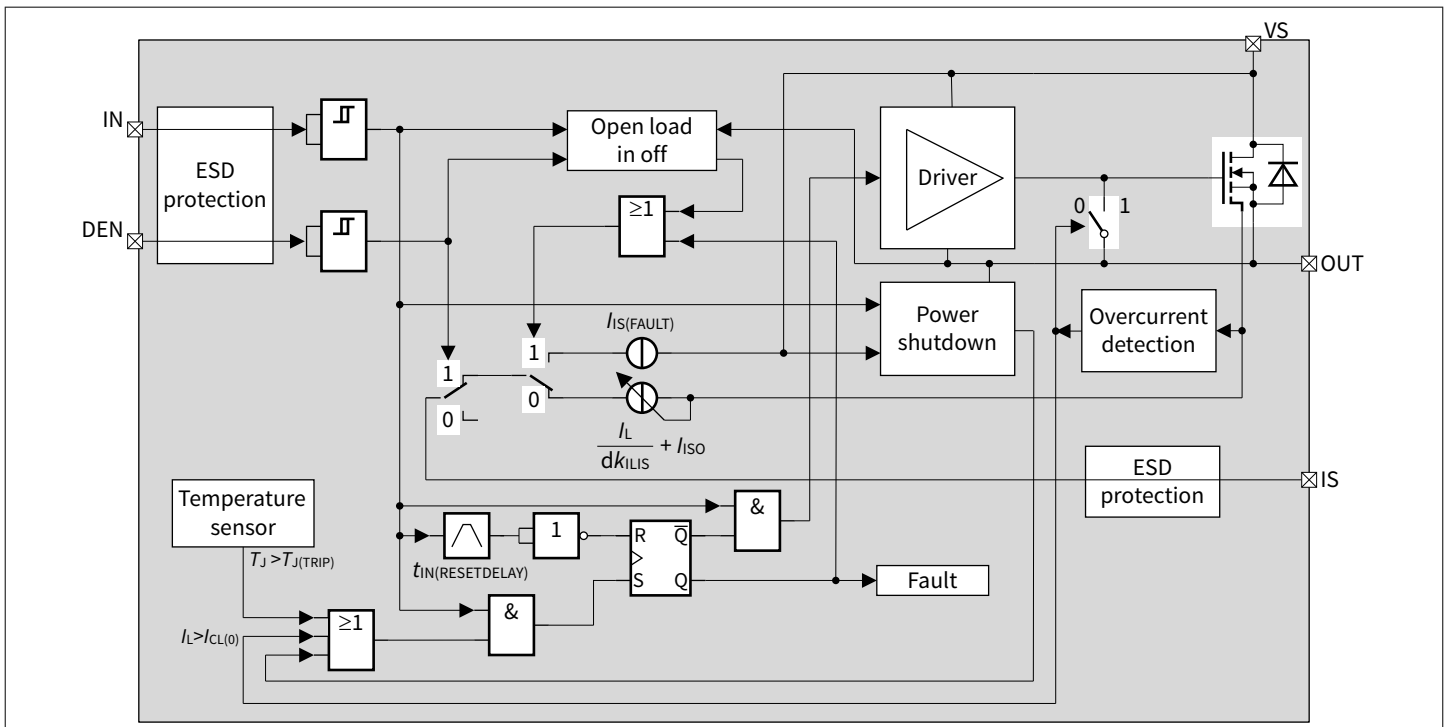 VS
IN
ESD
protection
DEN
Open load
in off
≥1
Driver
0 1
OUT
Power
shutdown
Overcurrent
detection
IIS(FAULT)
1
0
1
0
IL
dkILIS
+ IISO
ESD
protection
IS
Temperature
sensor
TJ >TJ(TRIP)
tIN(RESETDELAY)
1
R Q̅
S Q
&
Fault
&
≥1
IL>ICL(0)